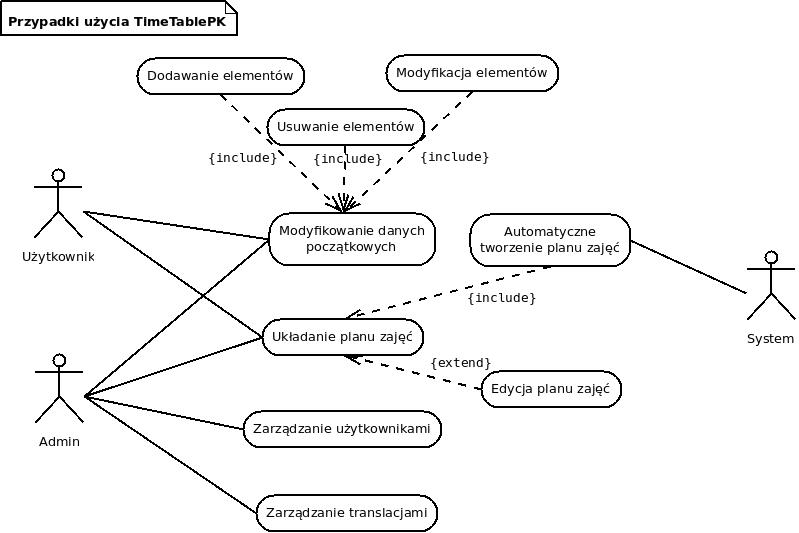 Przypadki użycia TimeTablePK
Dodawanie elementów
Modyfikacja elementów
Usuwanie elementów
{include}
{include}
{include}
Użytkownik
Modyfikowanie danych
początkowych
Automatyczne
tworzenie planu zajęć
{include}
System
Układanie planu zajęć
{extend}
Edycja planu zajęć
Admin
Zarządzanie użytkownikami
Zarządzanie translacjami